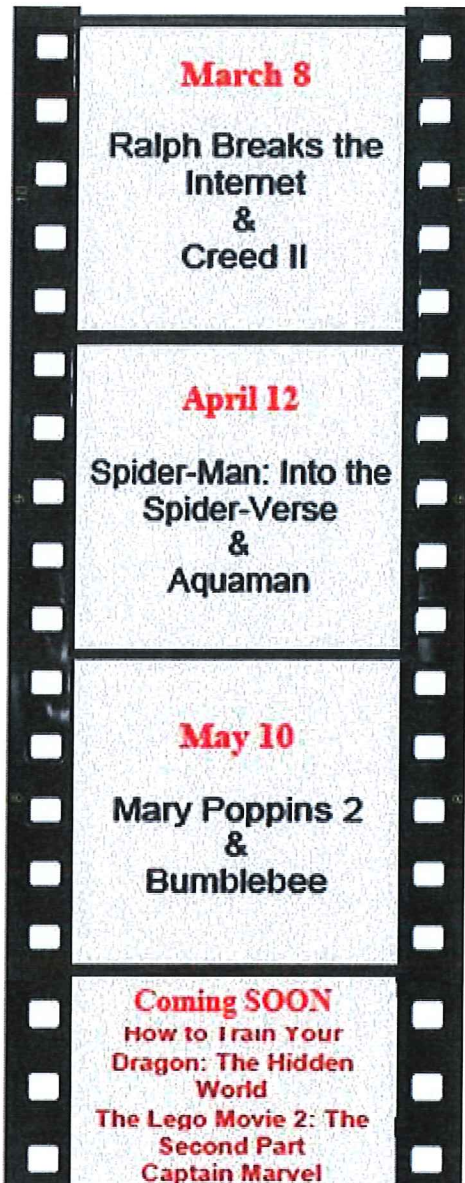 March 8
Ralph Breaks the
Internet
&
Creed II
April 12
Spider-Man: Into the
Spider-Verse
&
Aquaman
May 10
Mary Poppins 2
&
Bumblebee
Coming SOON
How to Train Your
Dragon: The Hidden
World
The Lego Movie 2: The
Second Part
Captain Marvel